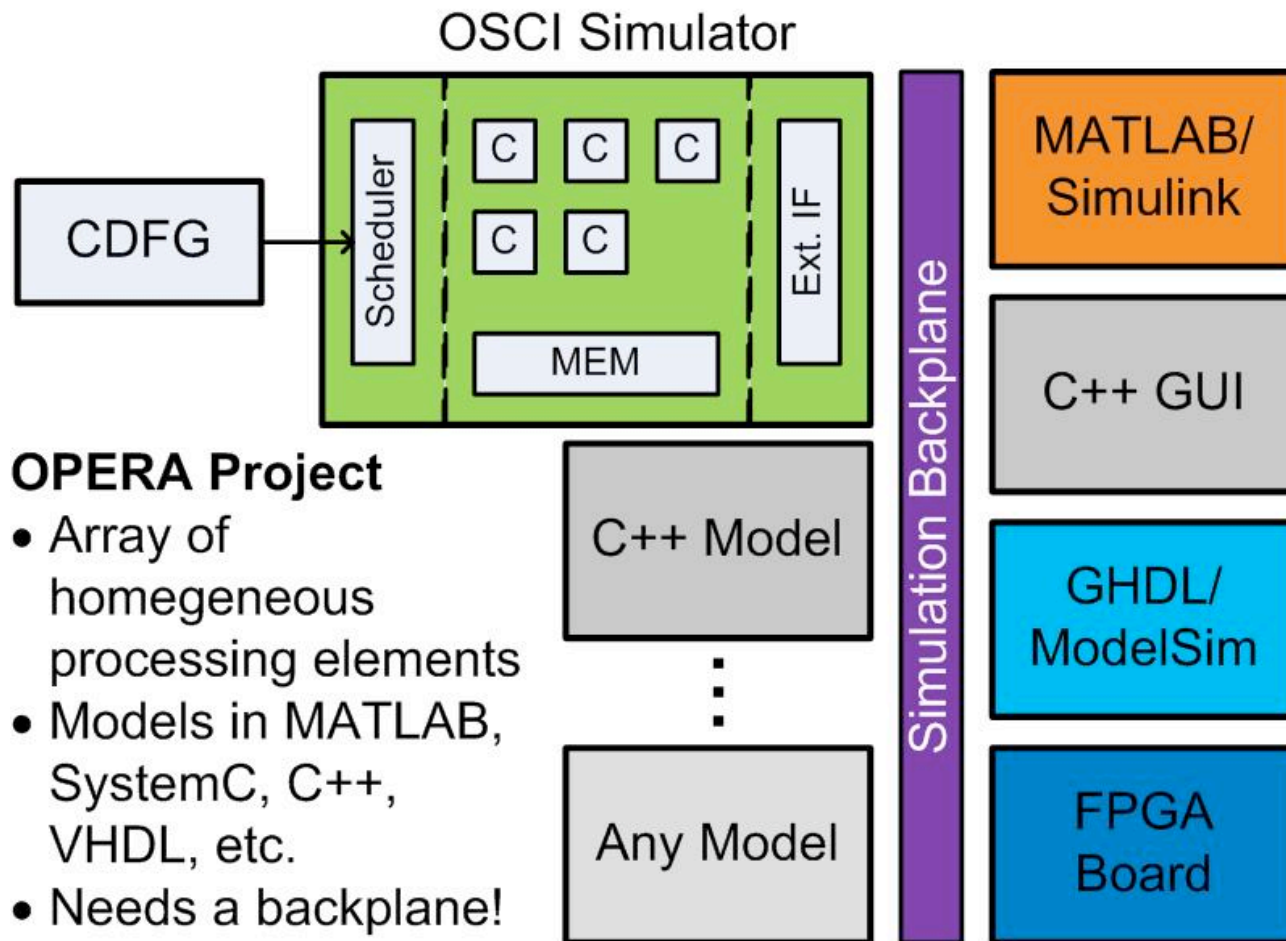 OSCI Simulator
CDFG
Scheduler
C
C
C
C
C
MEM
Ext. IF
C++ Model
Any Model
Simulation Backplane
MATLAB/
Simulink
C++ GUI
GHDL/
ModelSim
FPGA
Board
OPERA Project
• Array of
homegeneous
processing elements
• Models in MATLAB,
SystemC, C++,
VHDL, etc.
• Needs a backplane!